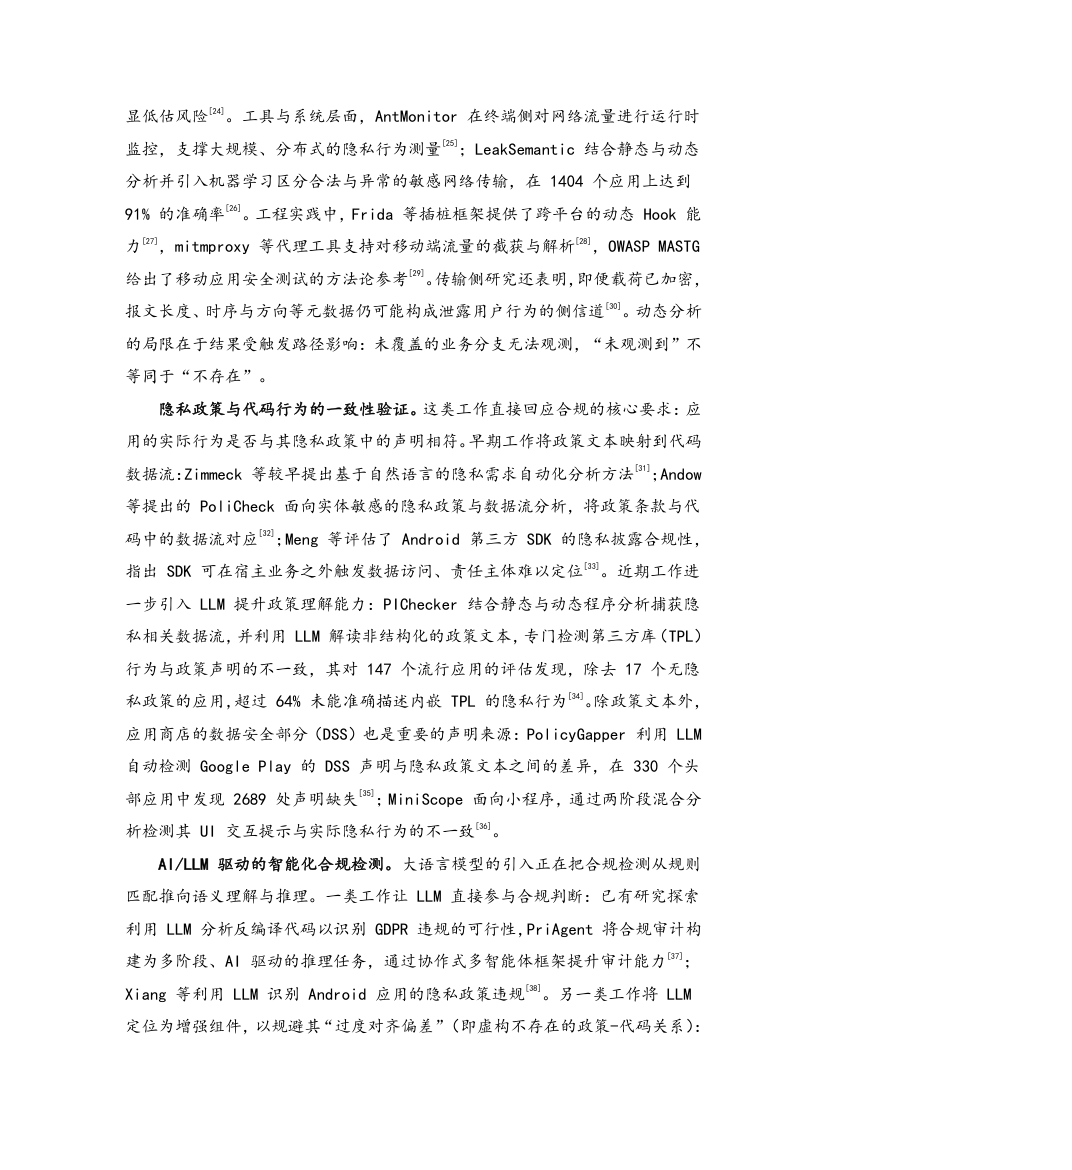 显低估风险[24]。工具与系统层面，AntMonitor 在终端侧对网络流量进行运行时
监控，支撑大规模、分布式的隐私行为测量[25]；LeakSemantic 结合静态与动态
分析并引入机器学习区分合法与异常的敏感网络传输，在 1404 个应用上达到
91% 的准确率[26]。工程实践中，Frida 等插桩框架提供了跨平台的动态 Hook 能
力[27]，mitmproxy 等代理工具支持对移动端流量的截获与解析[28]，OWASP MASTG
给出了移动应用安全测试的方法论参考[29]。传输侧研究还表明，即便载荷已加密，
报文长度、时序与方向等元数据仍可能构成泄露用户行为的侧信道[30]。动态分析
的局限在于结果受触发路径影响：未覆盖的业务分支无法观测，“未观测到”不
等同于“不存在”。
隐私政策与代码行为的一致性验证。这类工作直接回应合规的核心要求：应
用的实际行为是否与其隐私政策中的声明相符。早期工作将政策文本映射到代码
数据流：Zimmeck 等较早提出基于自然语言的隐私需求自动化分析方法[31]；Andow
等提出的 PoliCheck 面向实体敏感的隐私政策与数据流分析，将政策条款与代
码中的数据流对应[32]；Meng 等评估了 Android 第三方 SDK 的隐私披露合规性，
指出 SDK 可在宿主业务之外触发数据访问、责任主体难以定位[33]。近期工作进
一步引入 LLM 提升政策理解能力：PIChecker 结合静态与动态程序分析捕获隐
私相关数据流，并利用 LLM 解读非结构化的政策文本，专门检测第三方库（TPL）
行为与政策声明的不一致，其对 147 个流行应用的评估发现，除去 17 个无隐
私政策的应用，超过 64% 未能准确描述内嵌 TPL 的隐私行为[34]。除政策文本外，
应用商店的数据安全部分（DSS）也是重要的声明来源：PolicyGapper 利用 LLM
自动检测 Google Play 的 DSS 声明与隐私政策文本之间的差异，在 330 个头
部应用中发现 2689 处声明缺失[35]；MiniScope 面向小程序，通过两阶段混合分
析检测其 UI 交互提示与实际隐私行为的不一致[36]。
AI/LLM 驱动的智能化合规检测。大语言模型的引入正在把合规检测从规则
匹配推向语义理解与推理。一类工作让 LLM 直接参与合规判断：已有研究探索
利用 LLM 分析反编译代码以识别 GDPR 违规的可行性，PriAgent 将合规审计构
建为多阶段、AI 驱动的推理任务，通过协作式多智能体框架提升审计能力[37]；
Xiang 等利用 LLM 识别 Android 应用的隐私政策违规[38]。另一类工作将 LLM
定位为增强组件，以规避其“过度对齐偏差”（即虚构不存在的政策-代码关系）：